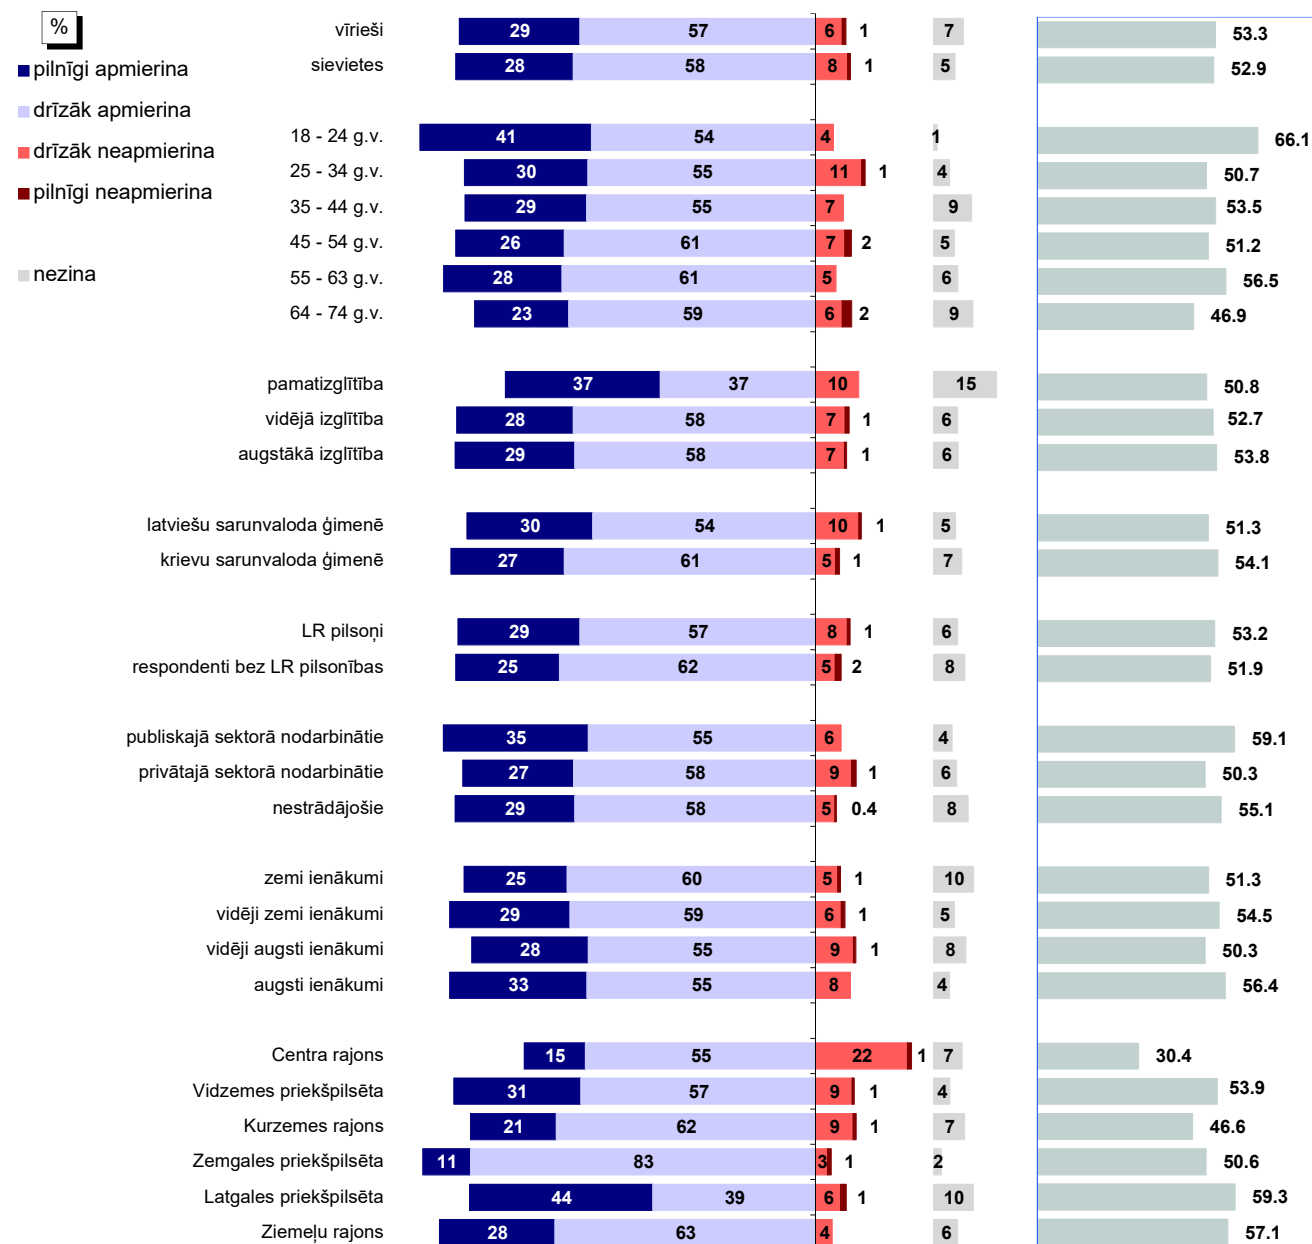 %
pilnīgi apmierina
drīzāk apmierina
drīzāk neapmierina
pilnīgi neapmierina
nezina
vīrieši 29 57 6 1 7 53.3
sievietes 28 58 8 1 5 52.9
18 - 24 g.v. 41 54 4 1 66.1
25 - 34 g.v. 30 55 11 1 4 50.7
35 - 44 g.v. 29 55 7 9 53.5
45 - 54 g.v. 26 61 7 2 5 51.2
55 - 63 g.v. 28 61 5 6 56.5
64 - 74 g.v. 23 59 6 2 9 46.9
pamatizglītība 37 37 10 15 50.8
vidējā izglītība 28 58 7 1 6 52.7
augstākā izglītība 29 58 7 1 6 53.8
latviešu sarunvaloda ģimenē 30 54 10 1 5 51.3
krievu sarunvaloda ģimenē 27 61 5 1 7 54.1
LR pilsoņi 29 57 8 1 6 53.2
respondenti bez LR pilsonības 25 62 5 2 8 51.9
publiskajā sektorā nodarbinātie 35 55 6 4 59.1
privātajā sektorā nodarbinātie 27 58 9 1 6 50.3
nestrādājošie 29 58 5 0.4 8 55.1
zemi ienākumi 25 60 5 1 10 51.3
vidēji zemi ienākumi 29 59 6 1 5 54.5
vidēji augsti ienākumi 28 55 9 1 8 50.3
augsti ienākumi 33 55 8 4 56.4
Centra rajons 15 55 22 1 7 30.4
Vidzemes priekšpilsēta 31 57 9 1 4 53.9
Kurzemes rajons 21 62 9 1 7 46.6
Zemgales priekšpilsēta 11 83 3 1 2 50.6
Latgales priekšpilsēta 44 39 6 1 10 59.3
Ziemeļu rajons 28 63 4 6 57.1